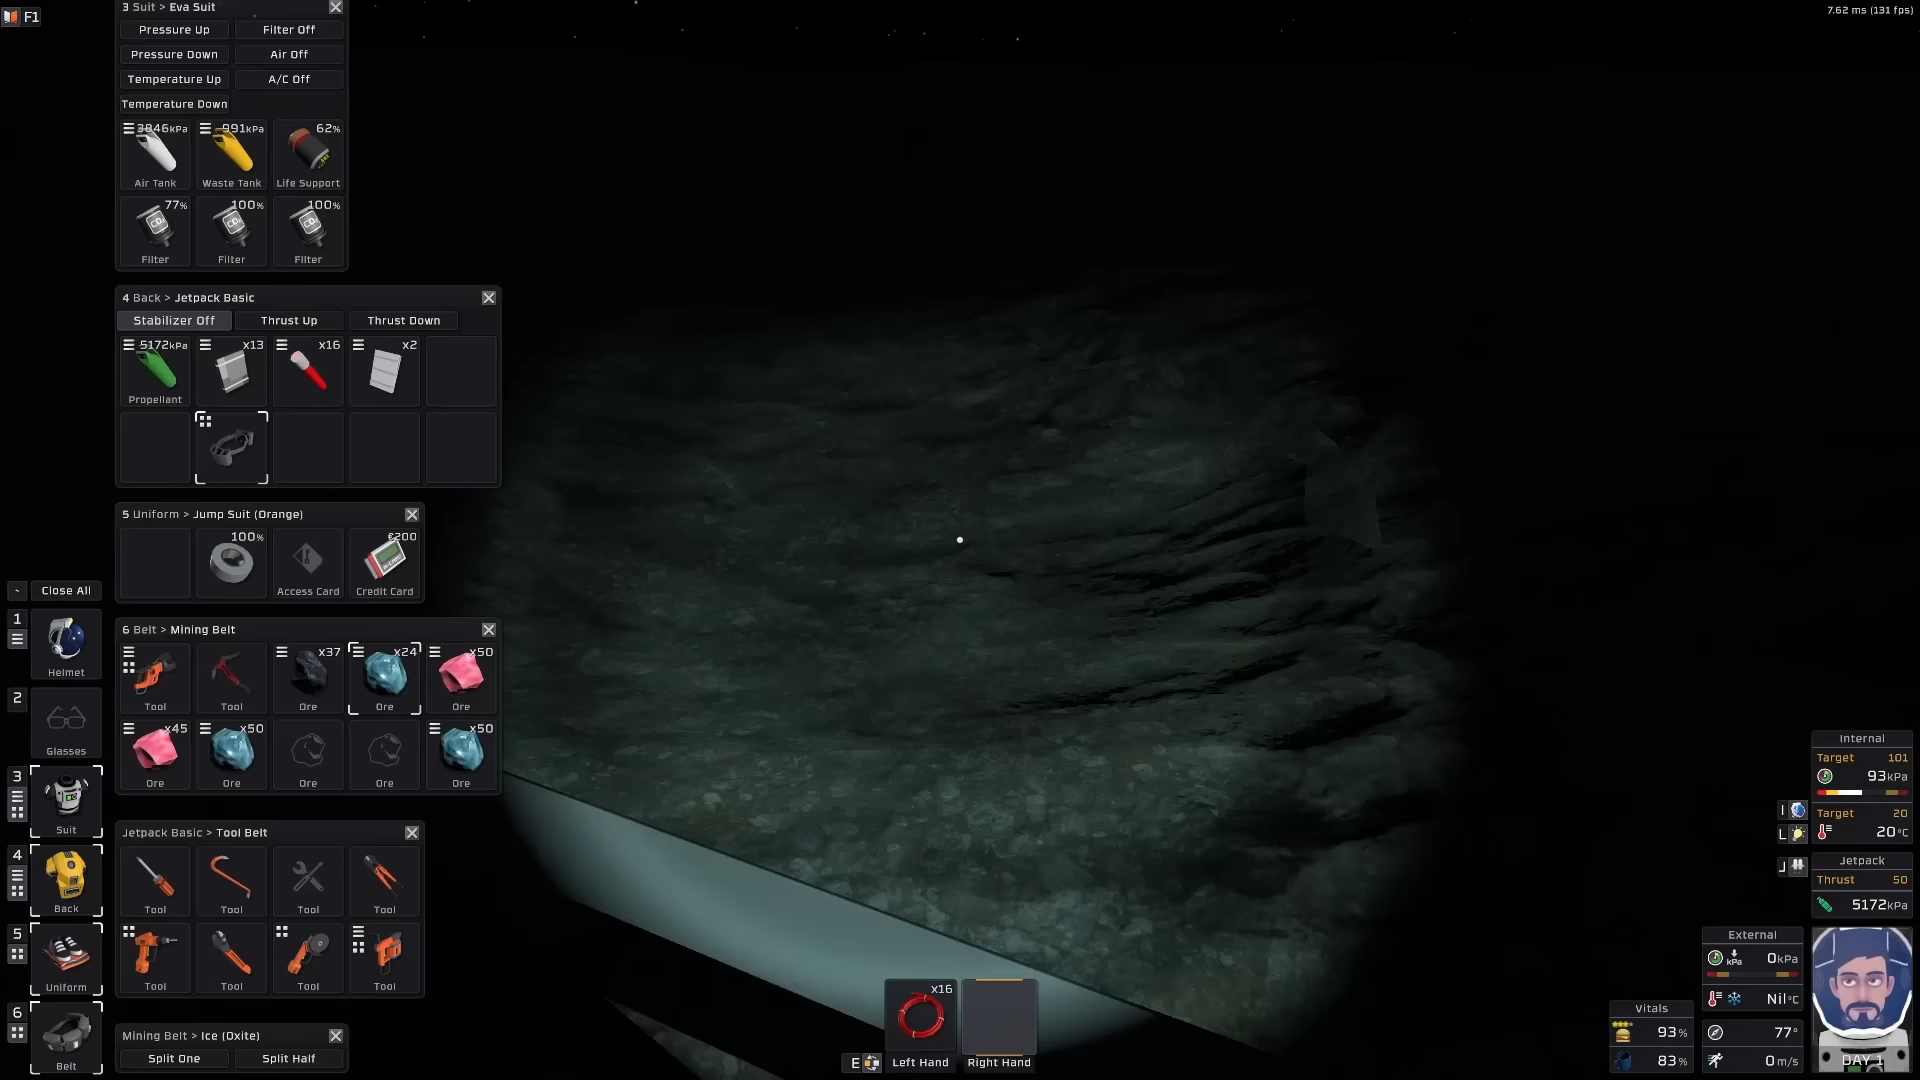 F1
7.62 ms (131 fps)
3 Suit > Eva Suit
Pressure Up Filter Off
Pressure Down Air Off
Temperature Up A/C Off
Temperature Down
3846kPa 991kPa 62%
Air Tank Waste Tank Life Support
77% 100% 100%
CO₂ CO₂ CO₂
Filter Filter Filter
4 Back > Jetpack Basic
Stabilizer Off Thrust Up Thrust Down
5172kPa x13 x16 x2
Propellant
5 Uniform > Jump Suit (Orange)
100% €200
Access Card Credit Card
~ Close All
6 Belt > Mining Belt
x37 x24 x50
Tool Tool Ore Ore Ore
x45 x50 x50
Ore Ore Ore Ore Ore
Jetpack Basic > Tool Belt
Tool Tool Tool Tool
Tool Tool Tool Tool
Mining Belt > Ice (Oxite)
Split One Split Half
1
Helmet
2
Glasses
3
Suit
4
Back
5
Uniform
6
Belt
x16
E Left Hand Right Hand
Internal
Target 101
93kPa
I
Target 20
L 20°C
Jetpack
J
Thrust 50
5172kPa
External
kPa 0kPa
Nil°C
Vitals
93% 77°
83% 0m/s
DAY 1